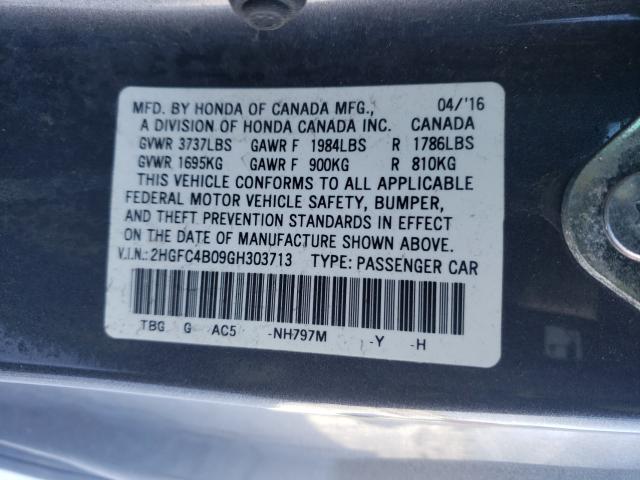 MFD. BY HONDA OF CANADA MFG., 04/'16
A DIVISION OF HONDA CANADA INC. CANADA
GVWR 3737LBS GAWR F 1984LBS R 1786LBS
GVWR 1695KG GAWR F 900KG R 810KG
THIS VEHICLE CONFORMS TO ALL APPLICABLE
FEDERAL MOTOR VEHICLE SAFETY, BUMPER,
AND THEFT PREVENTION STANDARDS IN EFFECT
ON THE DATE OF MANUFACTURE SHOWN ABOVE.
V.I.N.: 2HGFC4B09GH303713 TYPE: PASSENGER CAR
TBG G AC5 -NH797M -Y -H